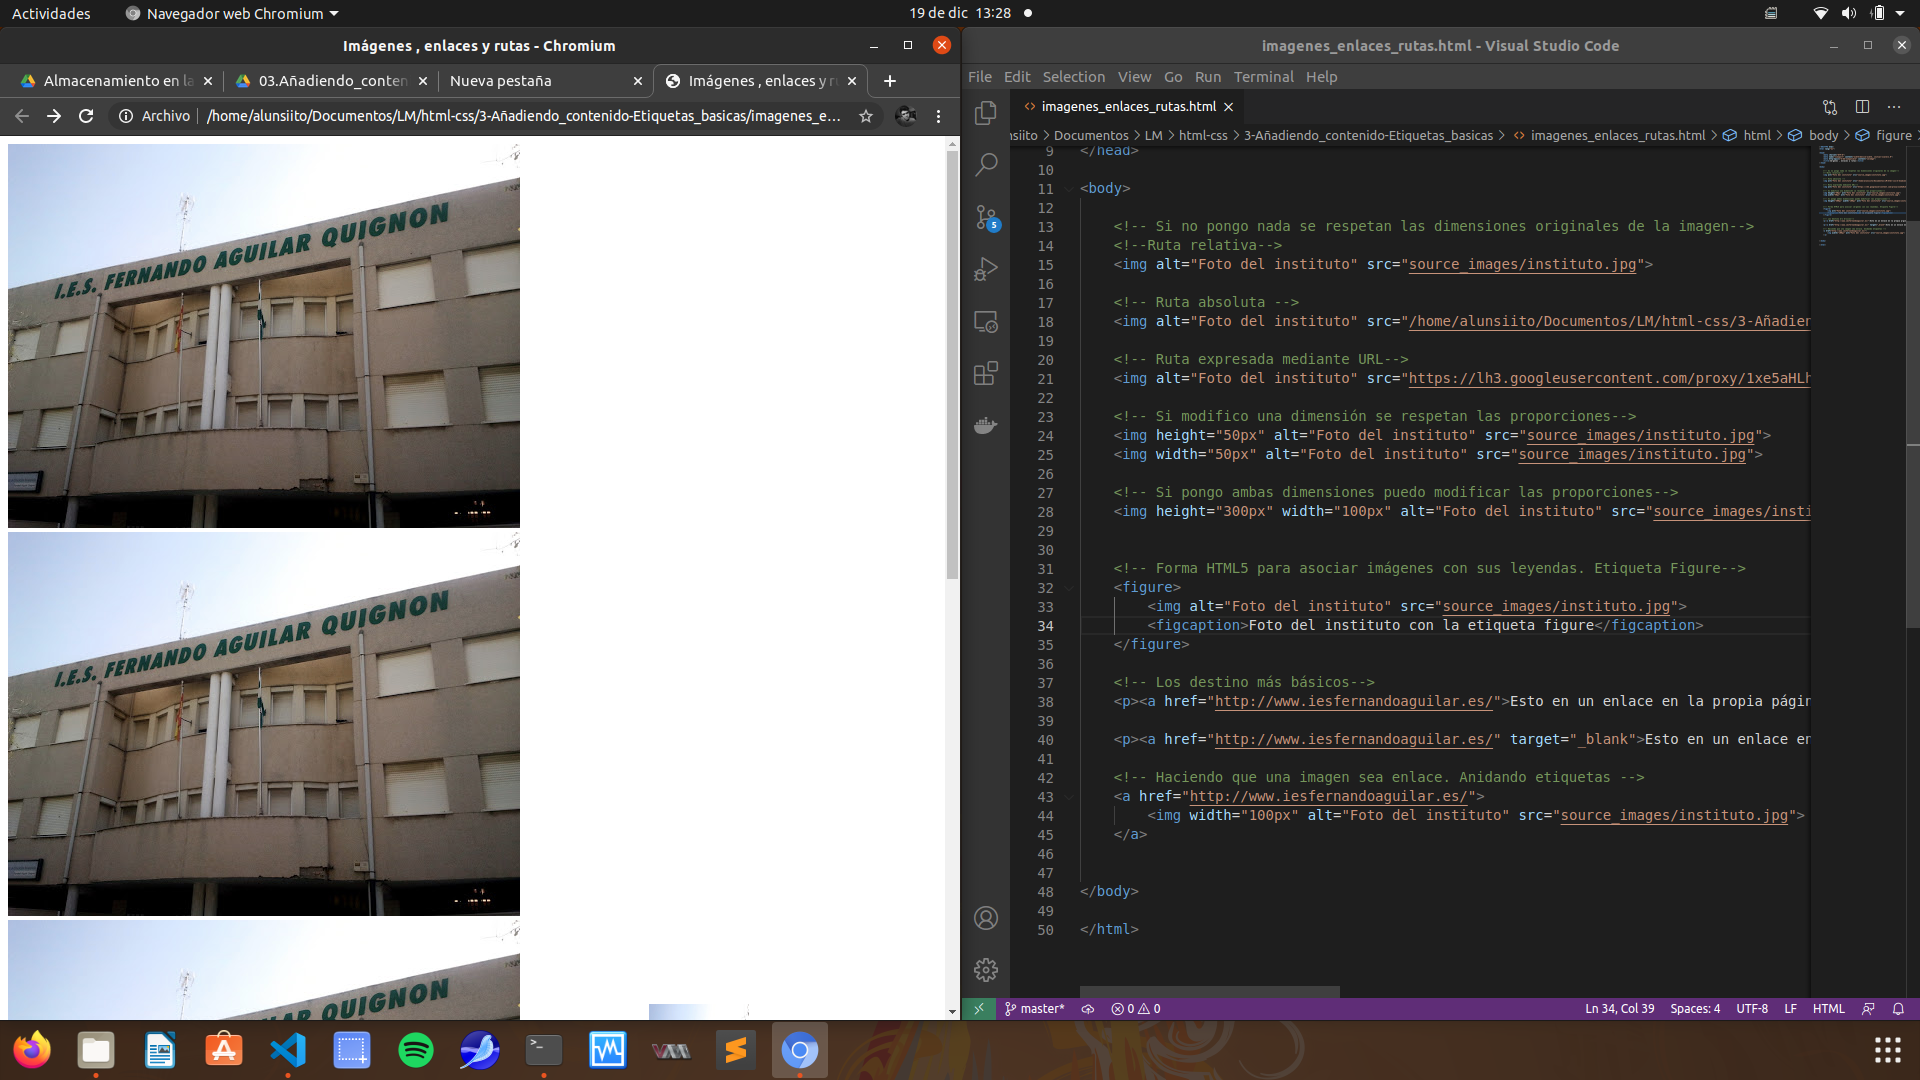 Actividades
Navegador web Chromium
19 de dic 13:28
Imágenes , enlaces y rutas - Chromium
Almacenamiento en la
03.Añadiendo_conten
Nueva pestaña
Imágenes , enlaces y ru
Archivo
/home/alunsiito/Documentos/LM/html-css/3-Añadiendo_contenido-Etiquetas_basicas/imagenes_e...
I.E.S. FERNANDO AGUILAR QUIGNON
I.E.S. FERNANDO AGUILAR QUIGNON
QUIGNON
imagenes_enlaces_rutas.html - Visual Studio Code
File Edit Selection View Go Run Terminal Help
imagenes_enlaces_rutas.html
nsiito > Documentos > LM > html-css > 3-Añadiendo_contenido-Etiquetas_basicas > imagenes_enlaces_rutas.html > html > body > figure >
5
9 </head>
10
11 <body>
12
13 <!-- Si no pongo nada se respetan las dimensiones originales de la imagen-->
14 <!--Ruta relativa-->
15 <img alt="Foto del instituto" src="source_images/instituto.jpg">
16
17 <!-- Ruta absoluta -->
18 <img alt="Foto del instituto" src="/home/alunsiito/Documentos/LM/html-css/3-Añadien
19
20 <!-- Ruta expresada mediante URL-->
21 <img alt="Foto del instituto" src="https://lh3.googleusercontent.com/proxy/1xe5aHLh
22
23 <!-- Si modifico una dimensión se respetan las proporciones-->
24 <img height="50px" alt="Foto del instituto" src="source_images/instituto.jpg">
25 <img width="50px" alt="Foto del instituto" src="source_images/instituto.jpg">
26
27 <!-- Si pongo ambas dimensiones puedo modificar las proporciones-->
28 <img height="300px" width="100px" alt="Foto del instituto" src="source_images/insti
29
30
31 <!-- Forma HTML5 para asociar imágenes con sus leyendas. Etiqueta Figure-->
32 <figure>
33 <img alt="Foto del instituto" src="source_images/instituto.jpg">
34 <figcaption>Foto del instituto con la etiqueta figure</figcaption>
35 </figure>
36
37 <!-- Los destino más básicos-->
38 <p><a href="http://www.iesfernandoaguilar.es/">Esto en un enlace en la propia págin
39
40 <p><a href="http://www.iesfernandoaguilar.es/" target="_blank">Esto en un enlace en
41
42 <!-- Haciendo que una imagen sea enlace. Anidando etiquetas -->
43 <a href="http://www.iesfernandoaguilar.es/">
44 <img width="100px" alt="Foto del instituto" src="source_images/instituto.jpg">
45 </a>
46
47
48 </body>
49
50 </html>
master*
0
0
Ln 34, Col 39
Spaces: 4
UTF-8
LF
HTML